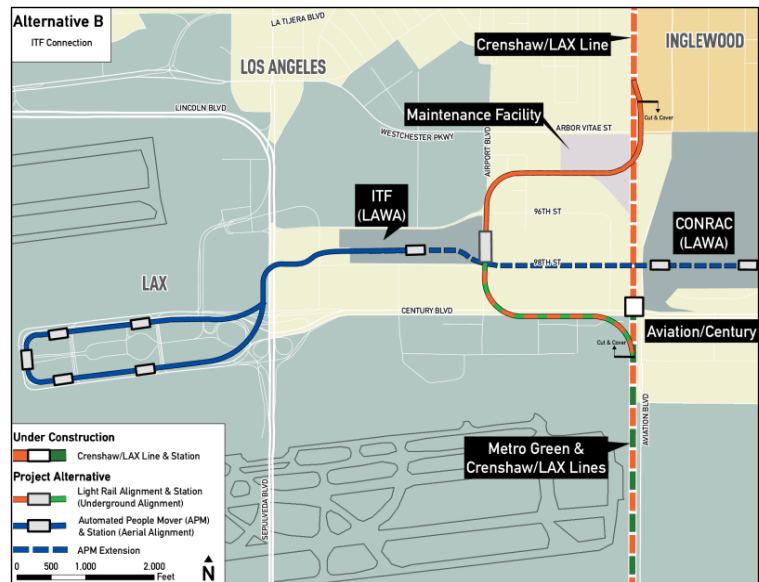 Alternative B
ITF Connection
LA TIJERA BLVD
Crenshaw/LAX Line
INGLEWOOD
LOS ANGELES
LINCOLN BLVD
Maintenance Facility
Cut & Cover
WESTCHESTER PKWY
AIRPORT BLVD
ARBOR VITAE ST
ITF
(LAWA)
96TH ST
CONRAC
(LAWA)
98TH ST
LAX
CENTURY BLVD
Aviation/Century
Cut & Cover
AVIATION BLVD
Metro Green &
Crenshaw/LAX Lines
SEPULVEDA BLVD
Under Construction
Crenshaw/LAX Line & Station
Project Alternative
Light Rail Alignment & Station
(Underground Alignment)
Automated People Mover (APM)
& Station (Aerial Alignment)
APM Extension
0 500 1,000 2,000
Feet
N